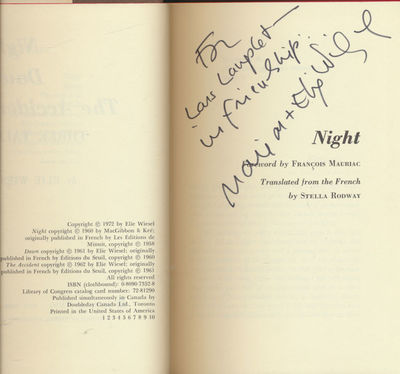 Copyright © 1972 by Elie Wiesel
Night copyright © 1960 by MacGibbon & Keé;
originally published in French by Les Editions de
Minuit, copyright © 1958
Dawn copyright © 1961 by Elie Wiesel; originally
published in French by Editions du Seuil, copyright © 1960
The Accident copyright © 1962 by Elie Wiesel; originally
published in French by Editions du Seuil, copyright © 1961
All rights reserved
ISBN (clothbound): 0-8090-7352-8
Library of Congress catalog card number: 72-81290
Published simultaneously in Canada by
Doubleday Canada Ltd., Toronto
Printed in the United States of America
1 2 3 4 5 6 7 8 9 10
For
Lars
in friendship...
Marion + Elie Wiesel
Night
Foreword by FRANÇOIS MAURIAC
Translated from the French
by STELLA RODWAY